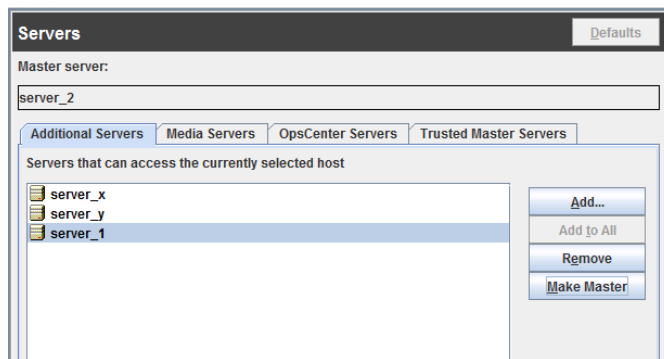 Servers
Defaults
Master server:
server_2
Additional Servers Media Servers OpsCenter Servers Trusted Master Servers
Servers that can access the currently selected host
server_x
server_y
server_1
Add...
Add to All
Remove
Make Master